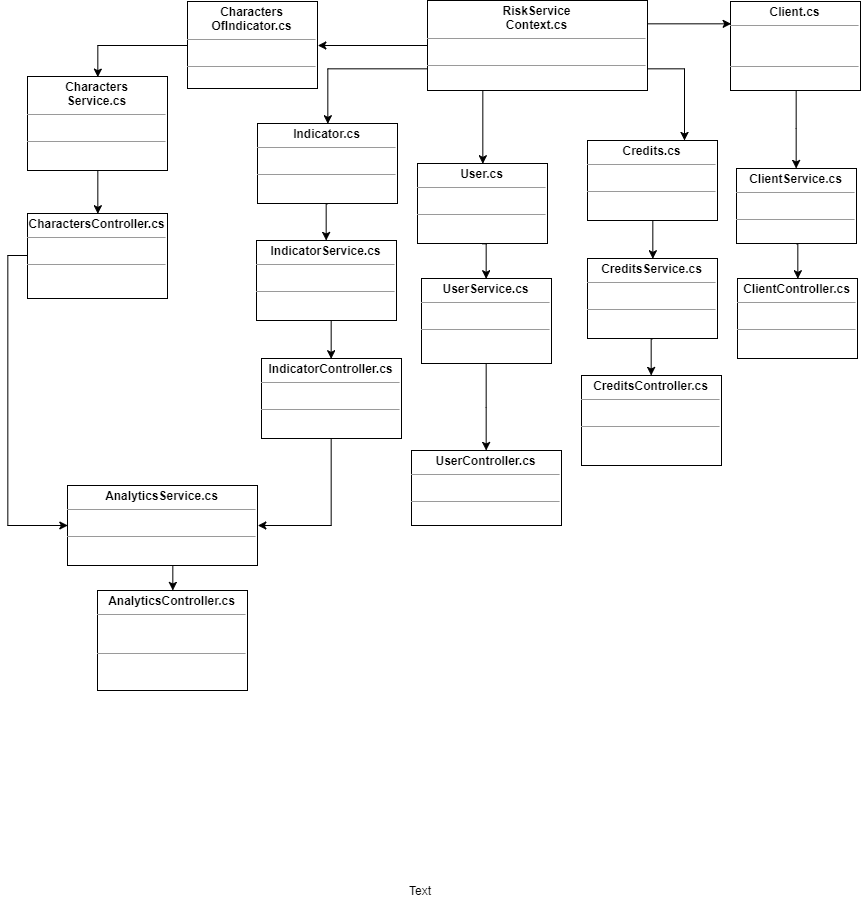 Characters
OfIndicator.cs
RiskService
Context.cs
Client.cs
Characters
Service.cs
Indicator.cs
User.cs
Credits.cs
ClientService.cs
CharactersController.cs
IndicatorService.cs
UserService.cs
CreditsService.cs
ClientController.cs
IndicatorController.cs
CreditsController.cs
UserController.cs
AnalyticsService.cs
AnalyticsController.cs
Text